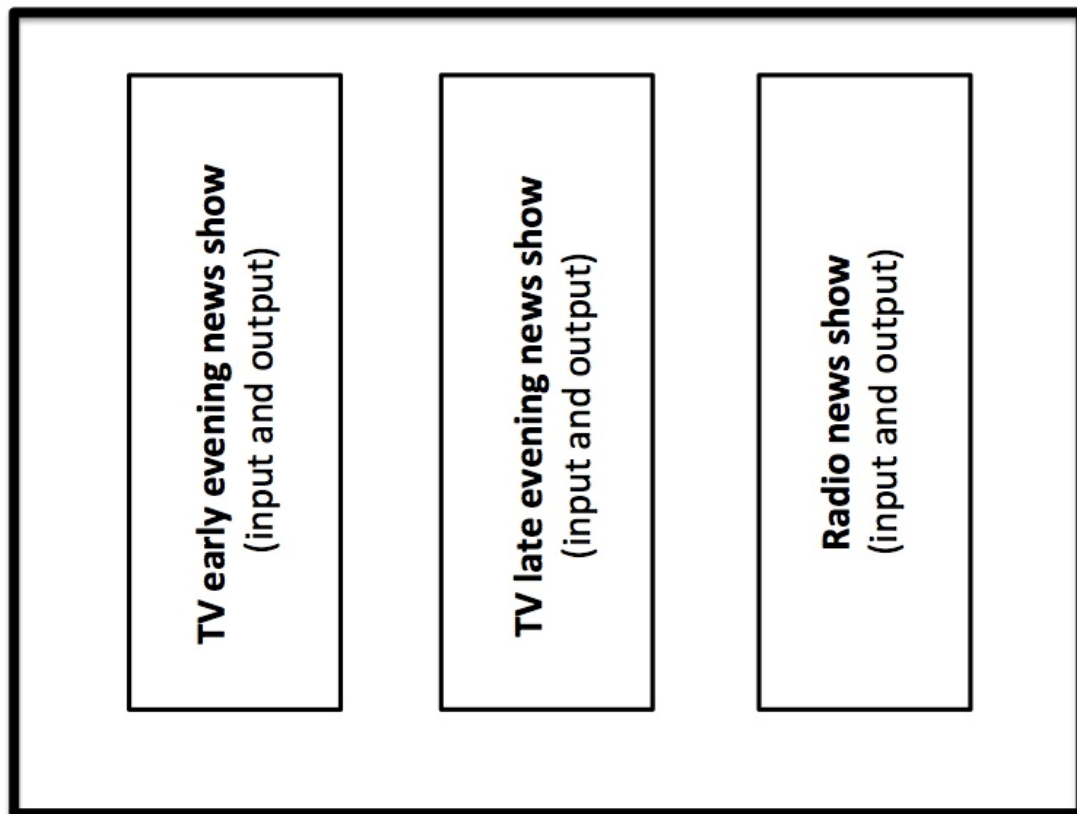 TV early evening news show
(input and output)
TV late evening news show
(input and output)
Radio news show
(input and output)